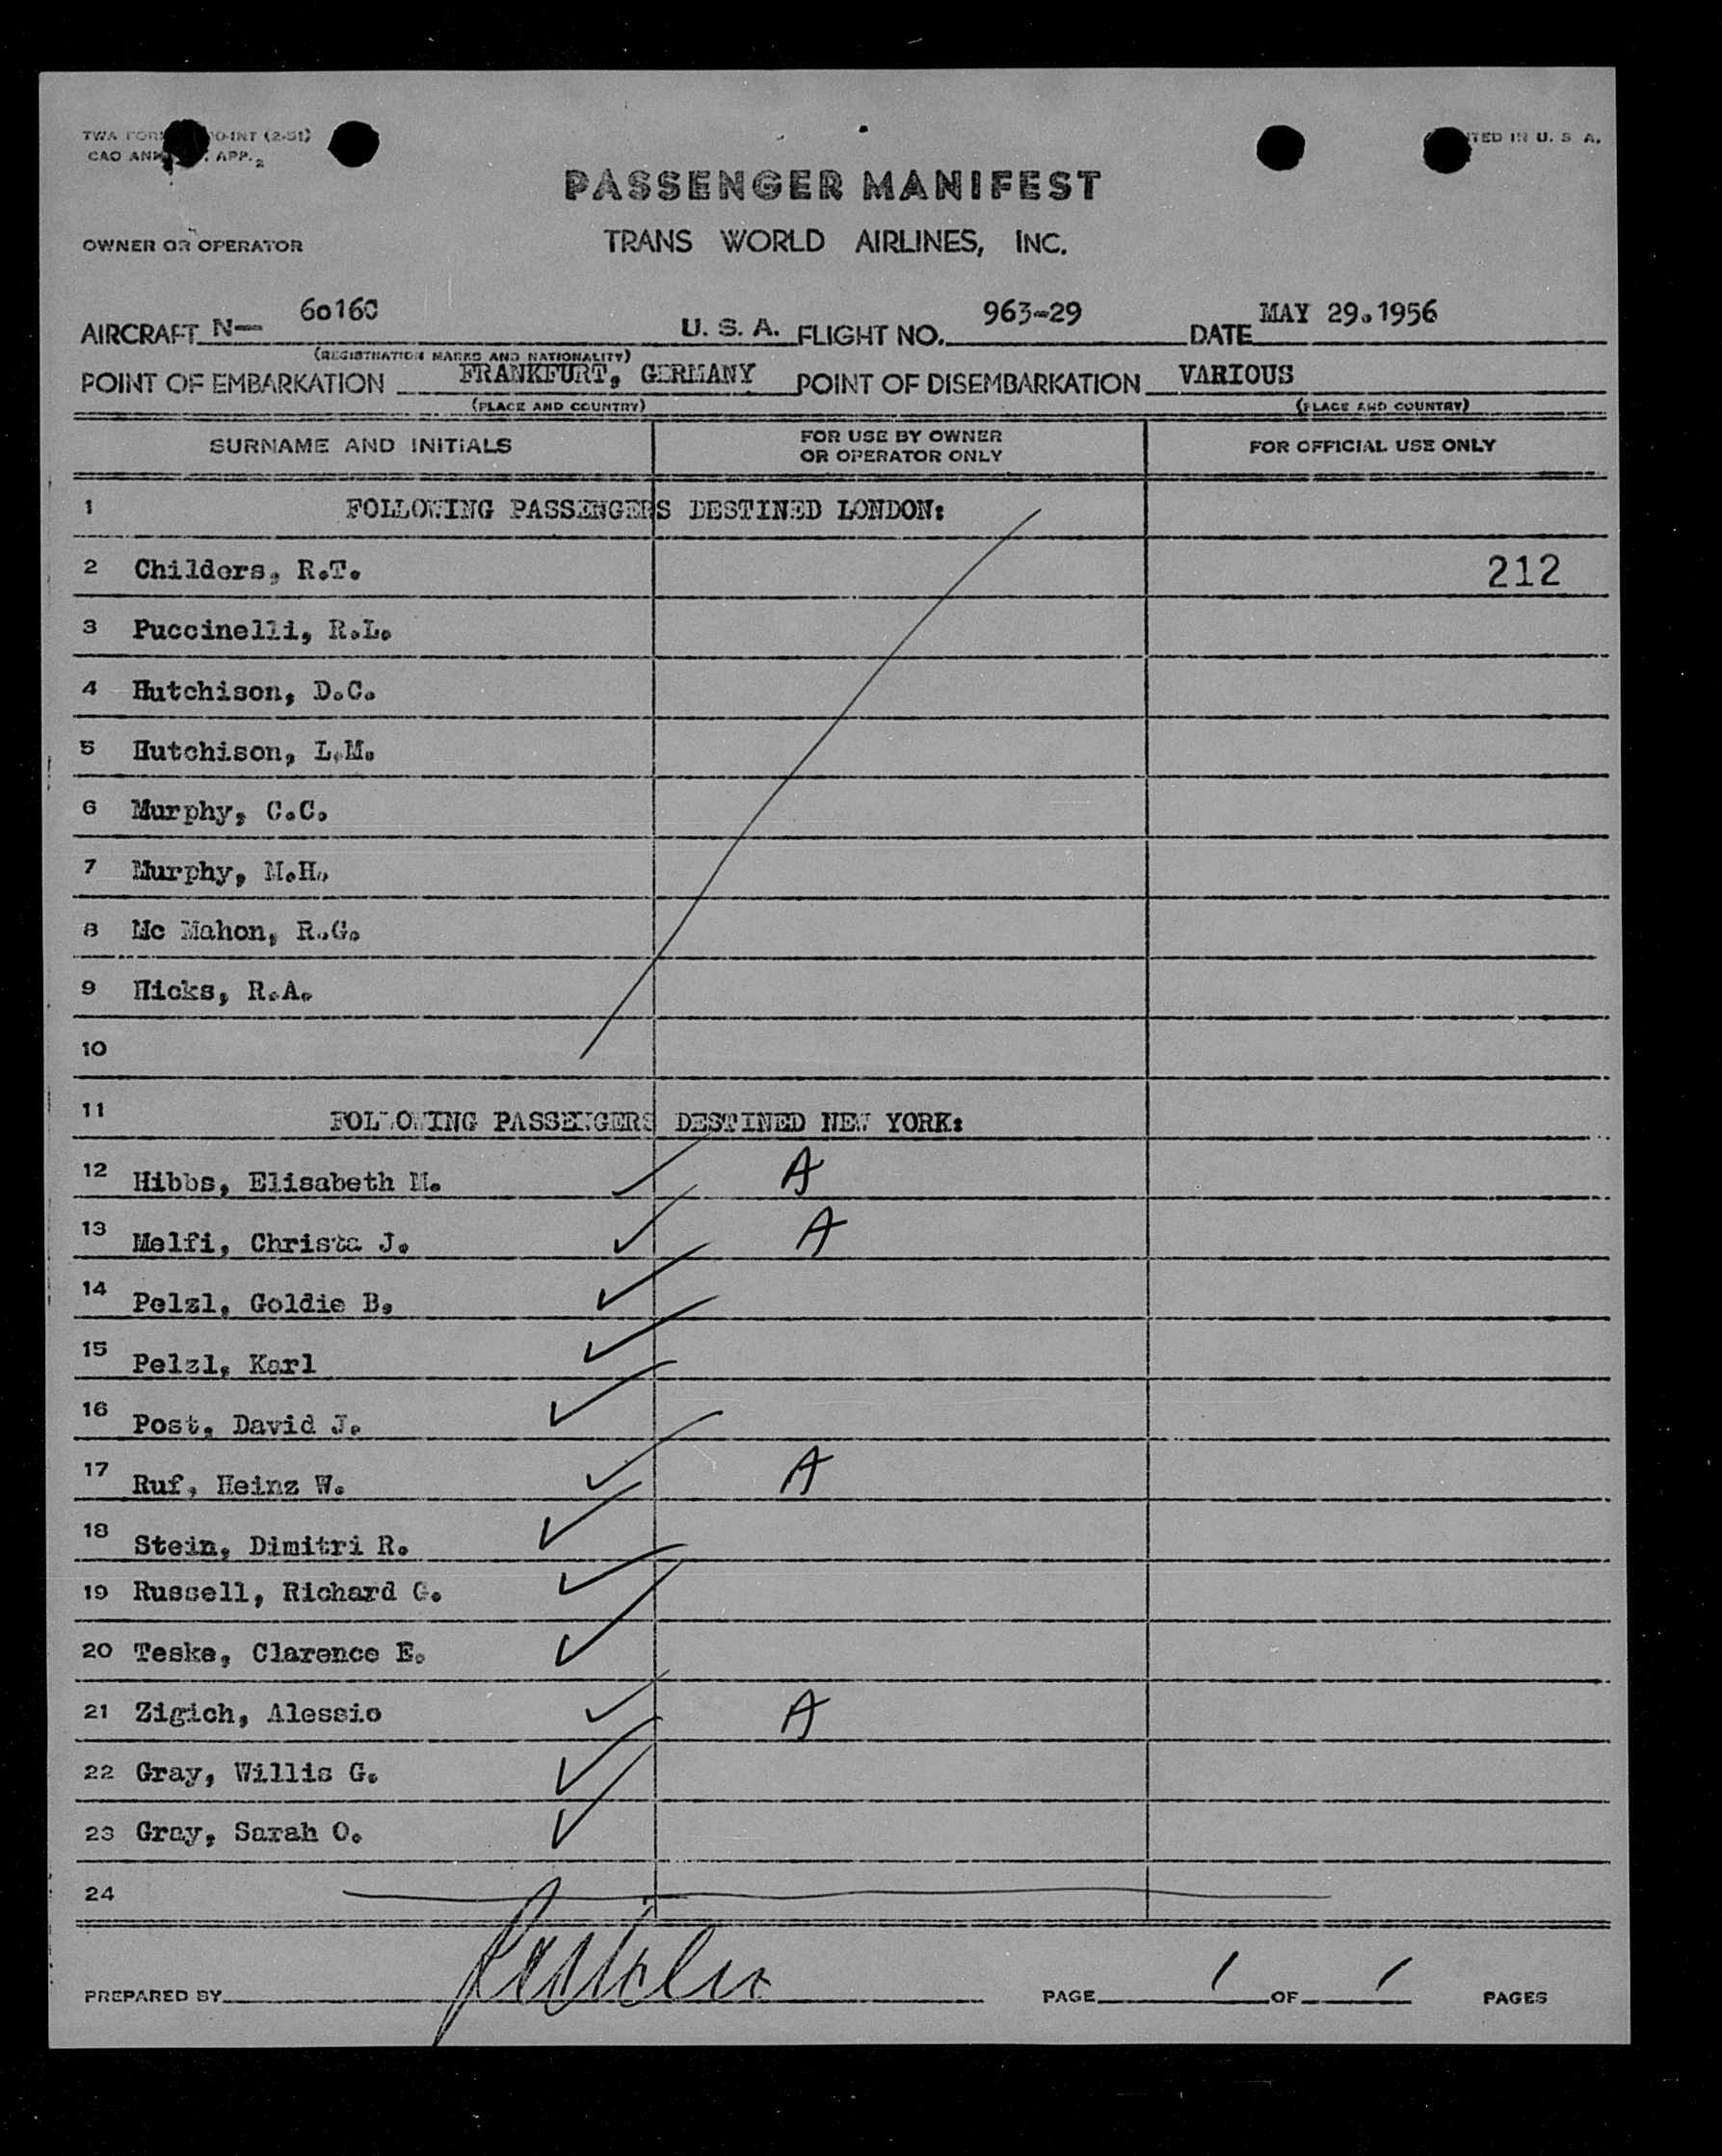 TWA FORM O-INT (2-51) PRINTED IN U. S. A.
CAO APP. 2
PASSENGER MANIFEST
OWNER OR OPERATOR TRANS WORLD AIRLINES, INC.
AIRCRAFT N— 6o160 U. S. A. FLIGHT NO. 963-29 DATE MAY 29.1956
(REGISTRATION MARKS AND NATIONALITY)
POINT OF EMBARKATION FRANKFURT, GERMANY POINT OF DISEMBARKATION VARIOUS
(PLACE AND COUNTRY) (PLACE AND COUNTRY)
SURNAME AND INITIALS FOR USE BY OWNER OR OPERATOR ONLY FOR OFFICIAL USE ONLY
1 FOLLOWING PASSENGERS DESTINED LONDON:
2 Childers, R.T. 212
3 Puccinelli, R.L.
4 Hutchison, D.C.
5 Hutchison, L.M.
6 Murphy, C.C.
7 Murphy, M.H.
8 Mc Mahon, R.G.
9 Hicks, R.A.
10
11 FOLLOWING PASSENGERS DESTINED NEW YORK:
12 Hibbs, Elisabeth M. A
13 Melfi, Christa J. A
14 Pelzl, Goldie B.
15 Pelzl, Karl
16 Post, David J.
17 Ruf, Heinz W. A
18 Stein, Dimitri R.
19 Russell, Richard G.
20 Teske, Clarence E.
21 Zigich, Alessio A
22 Gray, Willis G.
23 Gray, Sarah O.
24
PREPARED BY PAGE 1 OF 1 PAGES